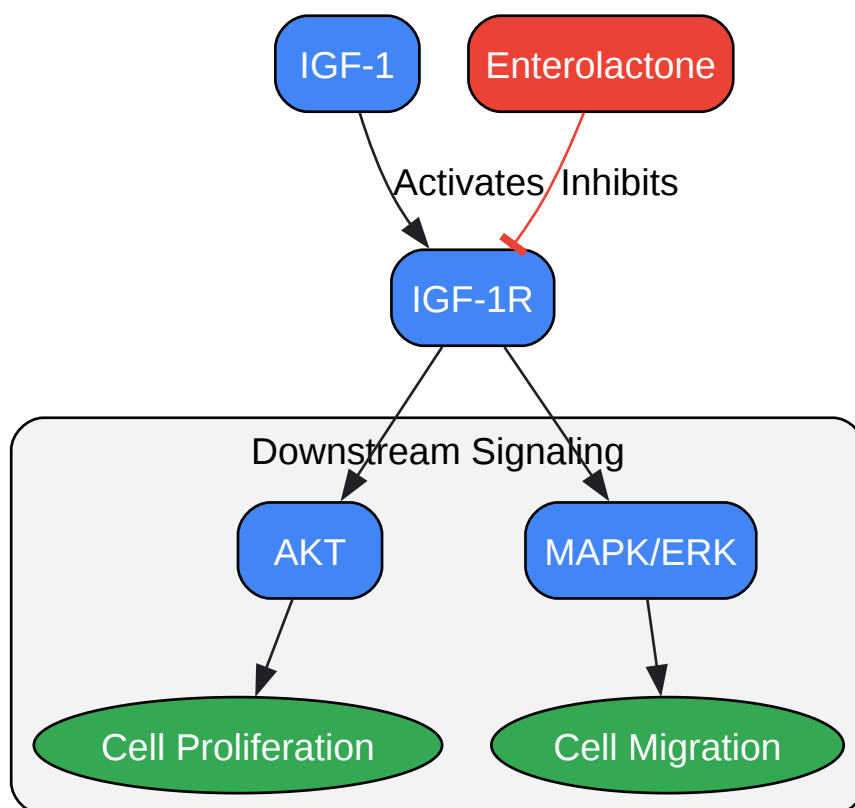 IGF-1
Enterolactone
Activates
Inhibits
IGF-1R
Downstream Signaling
AKT
MAPK/ERK
Cell Proliferation
Cell Migration